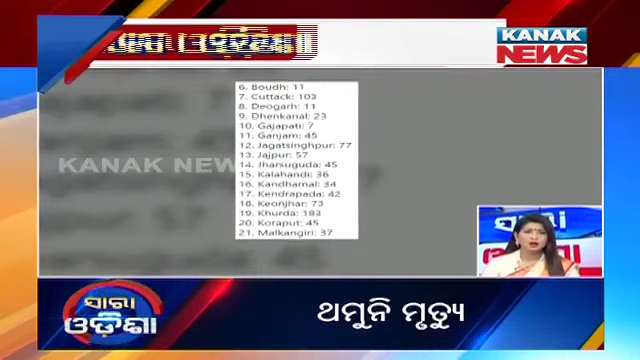 KANAK
NEWS
6. Boudh: 11
7. Cuttack: 103
8. Deogarh: 11
9. Dhenkanal: 23
10. Gajapati: 7
11. Ganjam: 45
12. Jagatsinghpur: 77
13. Jajpur: 57
14. Jharsuguda: 45
15. Kalahandi: 36
16. Kandhamal: 34
17. Kendrapada: 42
18. Keonjhar: 73
19. Khurda: 183
20. Koraput: 45
21. Malkangiri: 37
KANAK NEW
ସାରା
ଓଡ଼ିଶା
ଥମୁନି ମୃତ୍ୟୁ